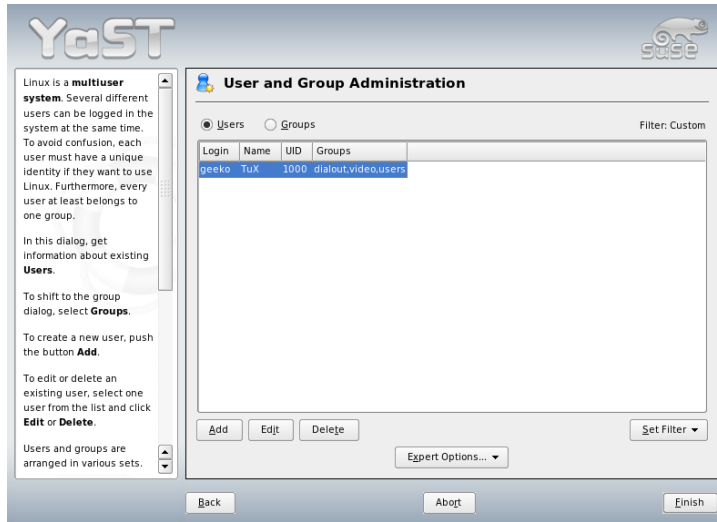 YaST
SUSE
Linux is a multiuser
system. Several different
users can be logged in the
system at the same time.
To avoid confusion, each
user must have a unique
identity if they want to use
Linux. Furthermore, every
user at least belongs to
one group.
In this dialog, get
information about existing
Users.
To shift to the group
dialog, select Groups.
To create a new user, push
the button Add.
To edit or delete an
existing user, select one
user from the list and click
Edit or Delete.
Users and groups are
arranged in various sets.
User and Group Administration
Users Groups Filter: Custom
Login Name UID Groups
geeko TuX 1000 dialout,video,users
Add Edit Delete Set Filter
Expert Options...
Back Abort Finish